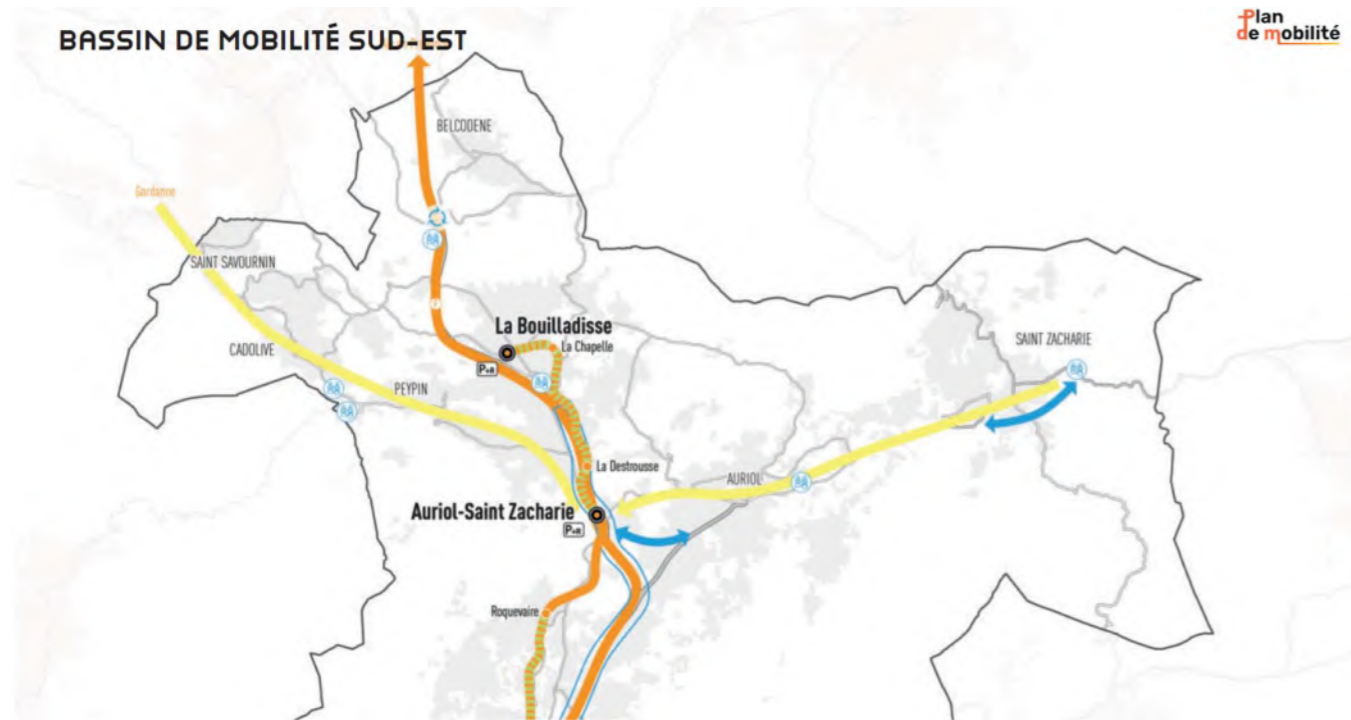 BASSIN DE MOBILITÉ SUD-EST
Plan
de mobilité
BELCODENE
Gardanne
SAINT SAVOURNIN
La Bouilladisse
La Chapelle
P+R
SAINT ZACHARIE
CADOLIVE
PEYPIN
La Destrousse
AURIOL
Auriol-Saint Zacharie
P+R
Roquevaire